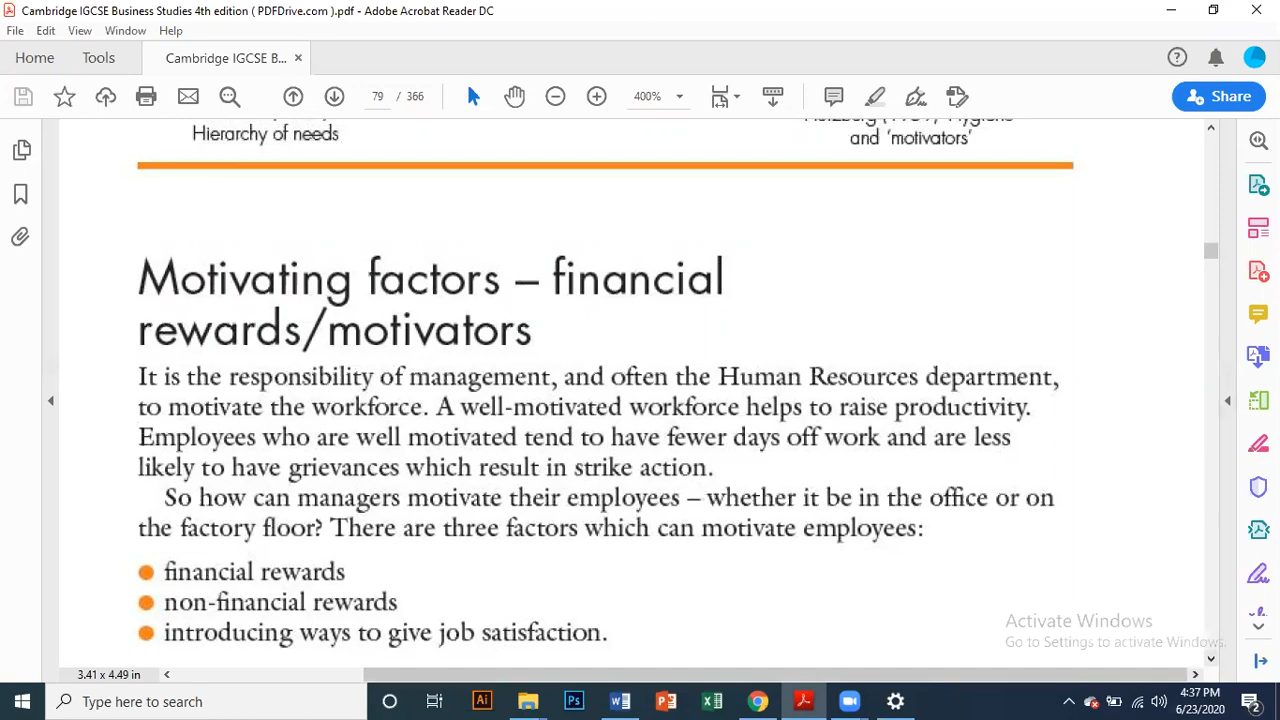 Cambridge IGCSE Business Studies 4th edition ( PDFDrive.com ).pdf - Adobe Acrobat Reader DC
File Edit View Window Help
Home Tools Cambridge IGCSE B... ×
79 / 366 400% Share
Hierarchy of needs
and ‘motivators’
Motivating factors – financial
rewards/motivators
It is the responsibility of management, and often the Human Resources department,
to motivate the workforce. A well-motivated workforce helps to raise productivity.
Employees who are well motivated tend to have fewer days off work and are less
likely to have grievances which result in strike action.
So how can managers motivate their employees – whether it be in the office or on
the factory floor? There are three factors which can motivate employees:
● financial rewards
● non-financial rewards
● introducing ways to give job satisfaction.
Activate Windows
Go to Settings to activate Windows.
3.41 x 4.49 in
Type here to search
4:37 PM
6/23/2020
2